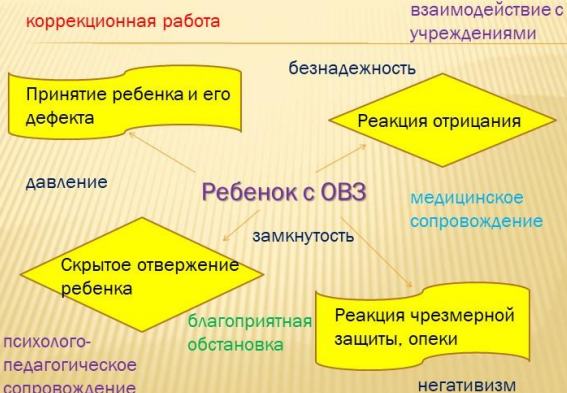 взаимодействие с
учреждениями
коррекционная работа
безнадежность
Принятие ребенка и его
дефекта
Реакция отрицания
давление
Ребенок с ОВЗ
медицинское
сопровождение
замкнутость
Скрытое отвержение
ребенка
благоприятная
обстановка
Реакция чрезмерной
защиты, опеки
психолого-
педагогическое
сопровождение
негативизм